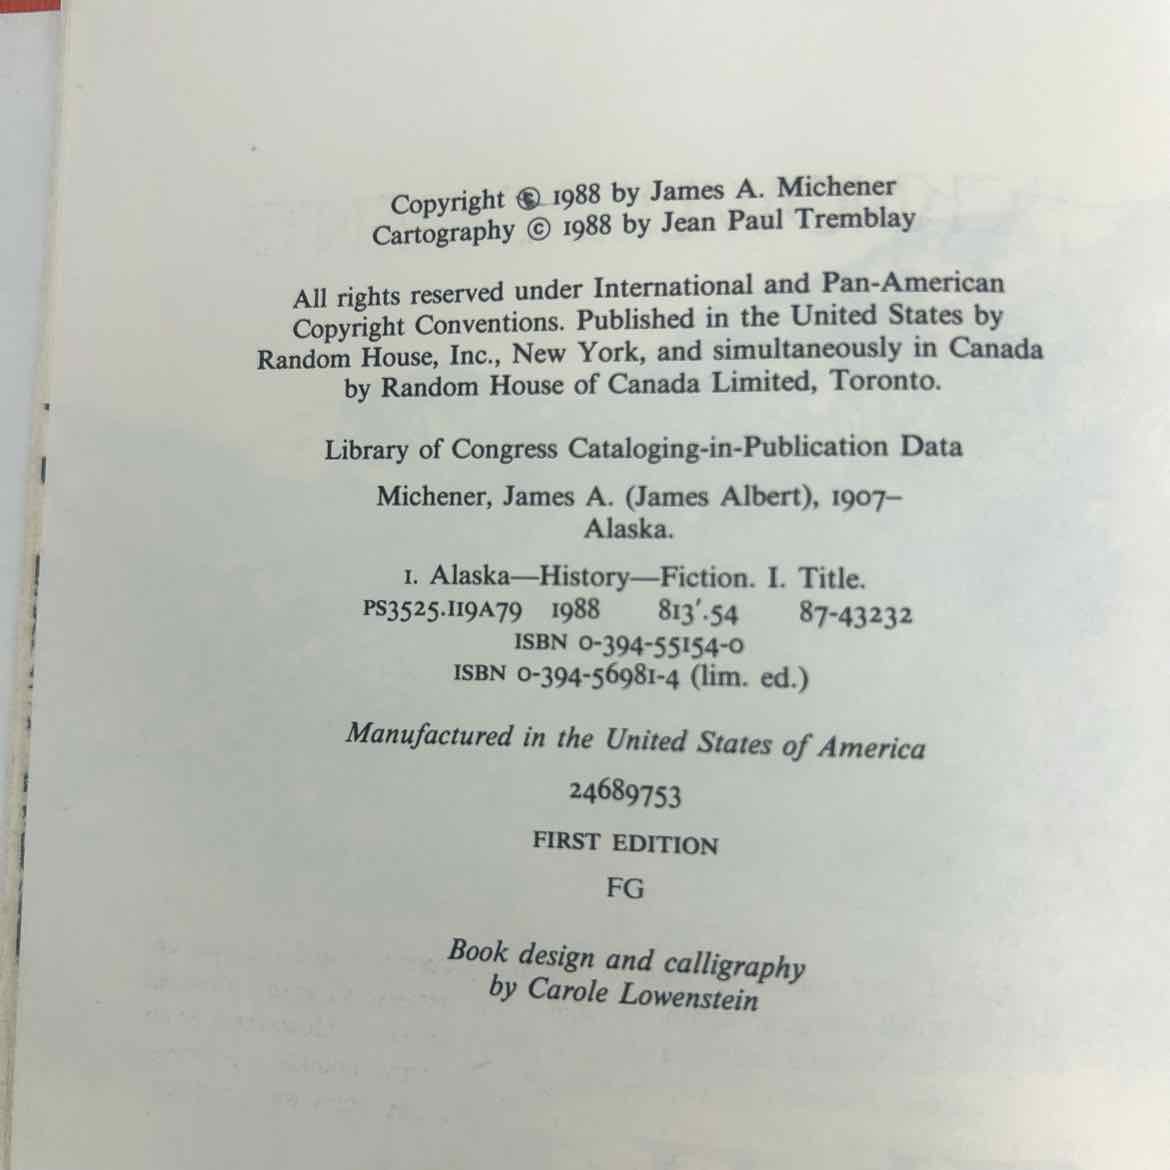 Copyright © 1988 by James A. Michener
Cartography © 1988 by Jean Paul Tremblay
All rights reserved under International and Pan-American
Copyright Conventions. Published in the United States by
Random House, Inc., New York, and simultaneously in Canada
by Random House of Canada Limited, Toronto.
Library of Congress Cataloging-in-Publication Data
Michener, James A. (James Albert), 1907–
Alaska.
1. Alaska—History—Fiction. I. Title.
PS3525.I19A79 1988 813'.54 87-43232
ISBN 0-394-55154-0
ISBN 0-394-56981-4 (lim. ed.)
Manufactured in the United States of America
24689753
FIRST EDITION
FG
Book design and calligraphy
by Carole Lowenstein